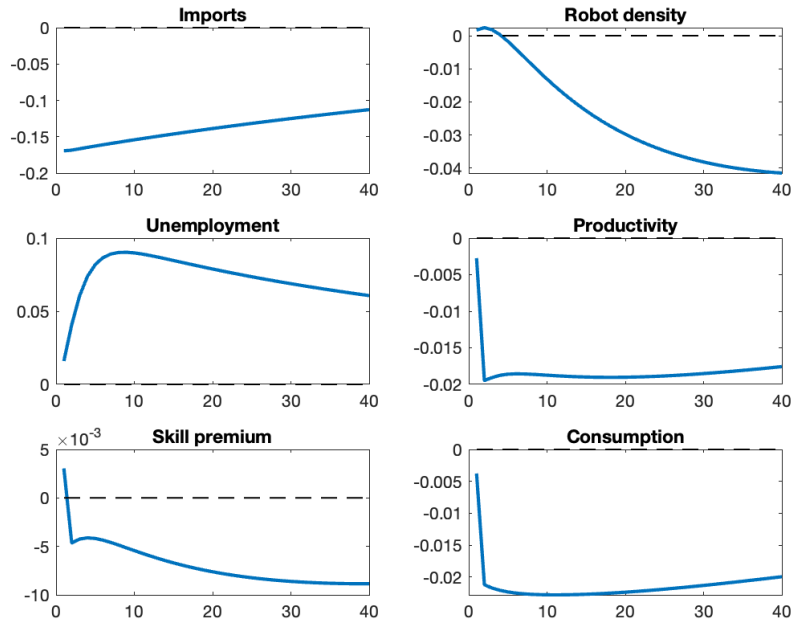 Imports
0
-0.05
-0.1
-0.15
-0.2
0 10 20 30 40
Robot density
0
-0.01
-0.02
-0.03
-0.04
0 10 20 30 40
Unemployment
0.1
0.05
0
0 10 20 30 40
Productivity
0
-0.005
-0.01
-0.015
-0.02
0 10 20 30 40
×10⁻³ Skill premium
5
0
-5
-10
0 10 20 30 40
Consumption
0
-0.005
-0.01
-0.015
-0.02
0 10 20 30 40